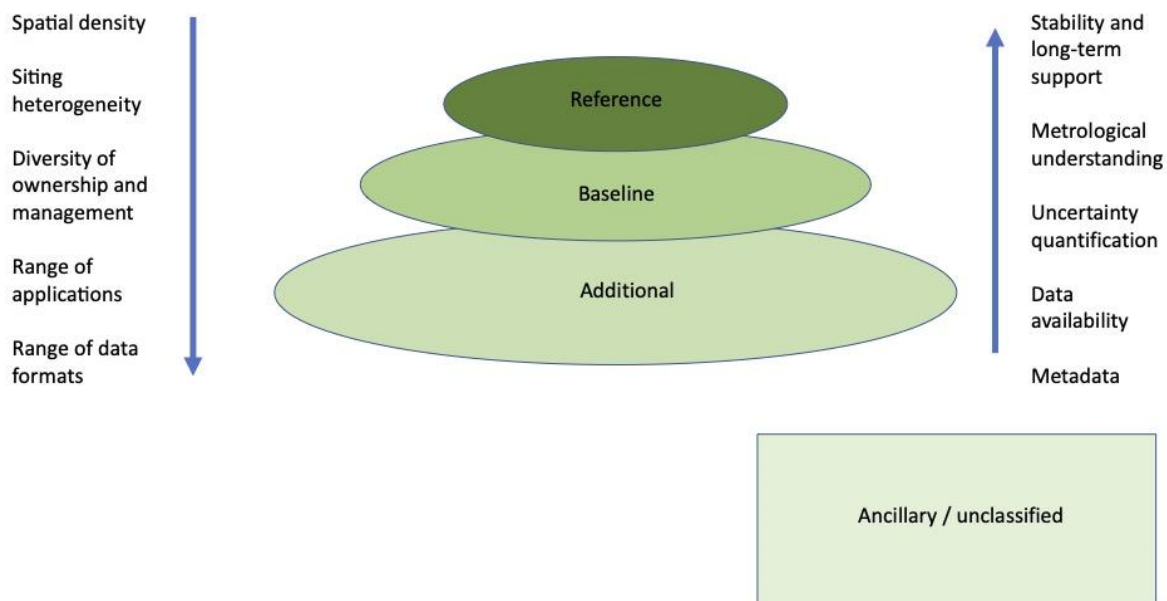 Spatial density
Siting
heterogeneity
Diversity of
ownership and
management
Range of
applications
Range of data
formats
Reference
Baseline
Additional
Stability and
long-term
support
Metrological
understanding
Uncertainty
quantification
Data
availability
Metadata
Ancillary / unclassified